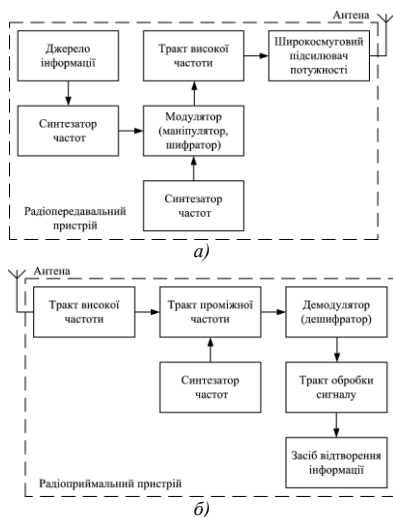 Антена
Джерело
інформації
Тракт високої
частоти
Широкосмуговий
підсилювач
потужності
Синтезатор
частот
Модулятор
(маніпулятор,
шифратор)
Радіопередавальний
пристрій
Синтезатор
частот
а)
Антена
Тракт високої
частоти
Тракт проміжної
частоти
Демодулятор
(дешифратор)
Синтезатор
частот
Тракт обробки
сигналу
Засіб відтворення
інформації
Радіоприймальний пристрій
б)